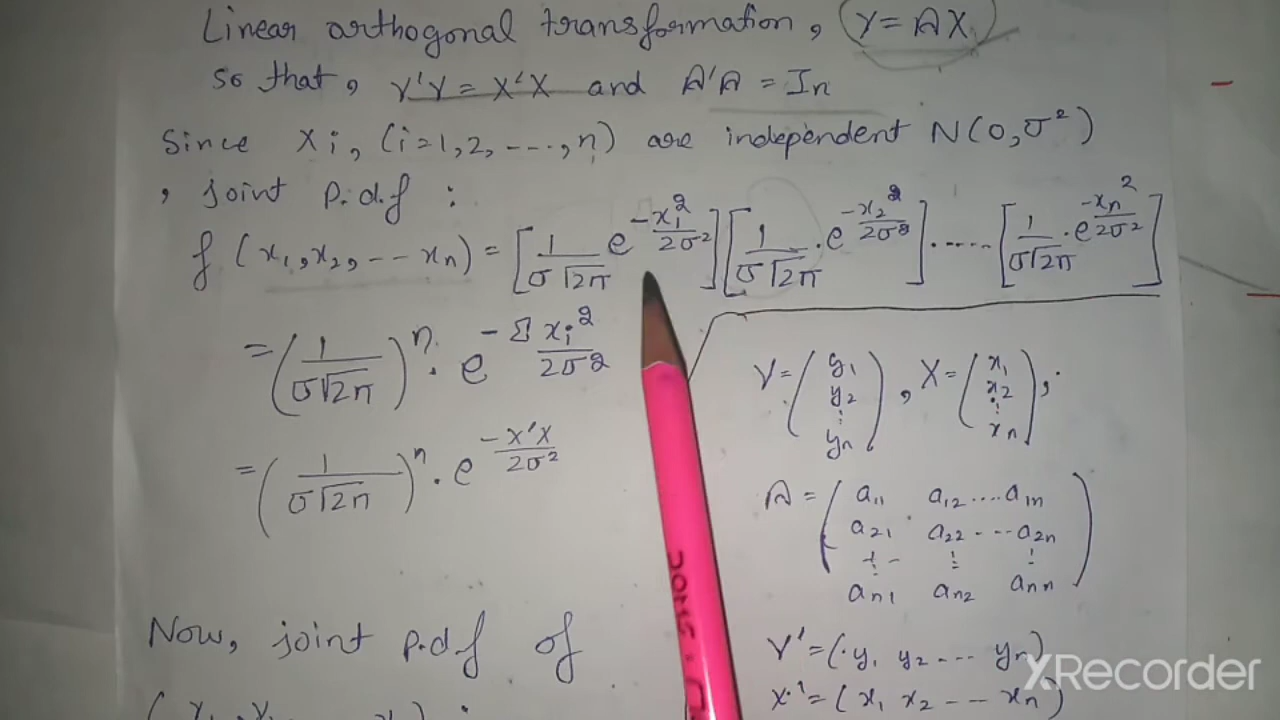 Linear orthogonal transformation, Y = AX
so that, Y'Y = X'X and A'A = In
Since Xi, (i=1,2,-...,n) are independent N(0,σ²)
, joint p.d.f :
f (x₁,x₂,--- xn) = [1/σ√2π e^(-x₁²/2σ²)] [1/σ√2π . e^(-x₂²/2σ²)] . ..... [1/σ√2π . e^(-xn²/2σ²)]
= (1/σ√2π)^n . e^(-Σ xi²/2σ²)
Y = (y₁ y₂ ⋮ yn), X = (x₁ x₂ ⋮ xn),
= (1/σ√2π)^n . e^(-X'X/2σ²)
A = (a₁₁ a₁₂ .... a₁n
a₂₁ a₂₂ --- a₂n
⋮ ⋮ ⋮
an₁ an₂ ann)
Now, joint p.d.f of
Y' = (y₁ y₂ --- yn)
X' = (x₁ x₂ --- xn)
XRecorder
DOMS